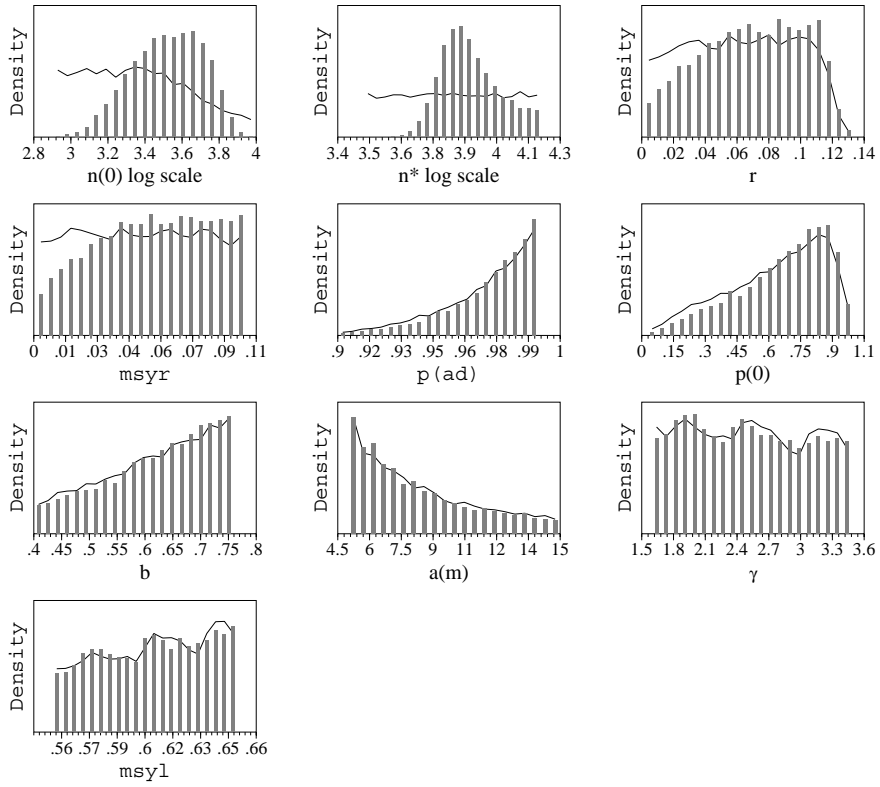 Density
2.8 3 3.2 3.4 3.6 3.8 4
n(0) log scale
Density
3.4 3.5 3.6 3.8 3.9 4 4.1 4.3
n* log scale
Density
0 .02 .04 .06 .08 .1 .12 .14
r
Density
0 .01 .03 .04 .06 .07 .09 .11
msyr
Density
.9 .92 .93 .95 .96 .98 .99 1
p(ad)
Density
0 .15 .3 .45 .6 .75 .9 1.1
p(0)
Density
.4 .45 .5 .55 .6 .65 .7 .75 .8
b
Density
4.5 6 7.5 9 11 12 14 15
a(m)
Density
1.5 1.8 2.1 2.4 2.7 3 3.3 3.6
γ
Density
.56 .57 .59 .6 .62 .63 .65 .66
msyl